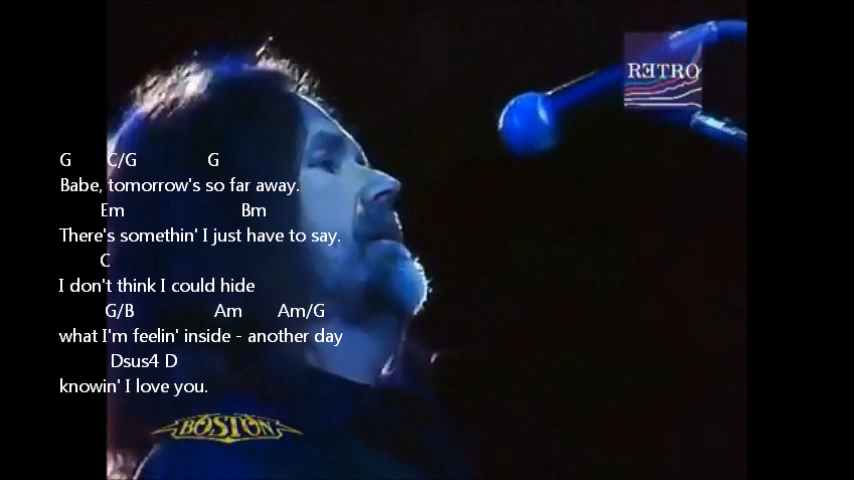 RETRO
G C/G G
Babe, tomorrow's so far away.
Em Bm
There's somethin' I just have to say.
C
I don't think I could hide
G/B Am Am/G
what I'm feelin' inside - another day
Dsus4 D
knowin' I love you.
BOSTON